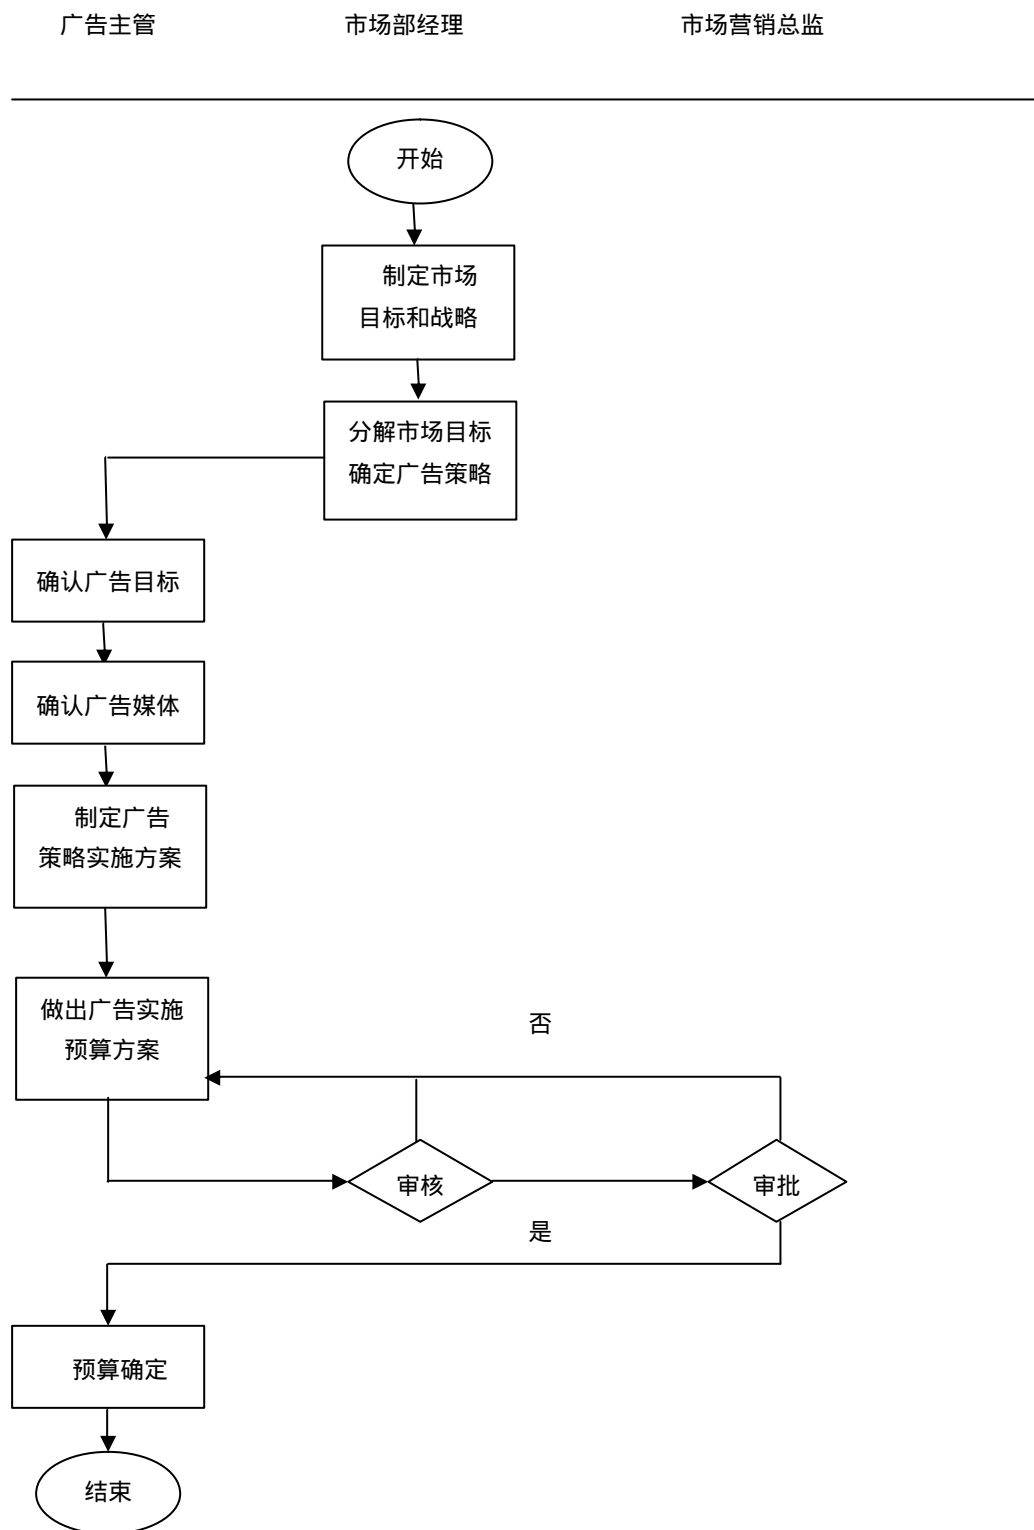 广告主管 市场部经理 市场营销总监
开始
制定市场
目标和战略
分解市场目标
确定广告策略
确认广告目标
确认广告媒体
制定广告
策略实施方案
做出广告实施
预算方案
否
审核 审批
是
预算确定
结束